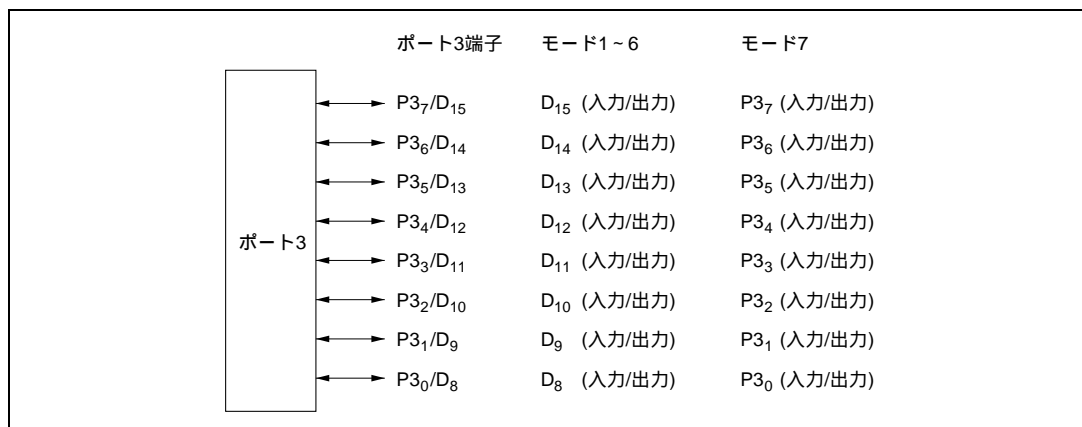 ポート3端子 モード1~6 モード7
P3₇/D₁₅ D₁₅ (入力/出力) P3₇ (入力/出力)
P3₆/D₁₄ D₁₄ (入力/出力) P3₆ (入力/出力)
P3₅/D₁₃ D₁₃ (入力/出力) P3₅ (入力/出力)
P3₄/D₁₂ D₁₂ (入力/出力) P3₄ (入力/出力)
ポート3
P3₃/D₁₁ D₁₁ (入力/出力) P3₃ (入力/出力)
P3₂/D₁₀ D₁₀ (入力/出力) P3₂ (入力/出力)
P3₁/D₉ D₉ (入力/出力) P3₁ (入力/出力)
P3₀/D₈ D₈ (入力/出力) P3₀ (入力/出力)